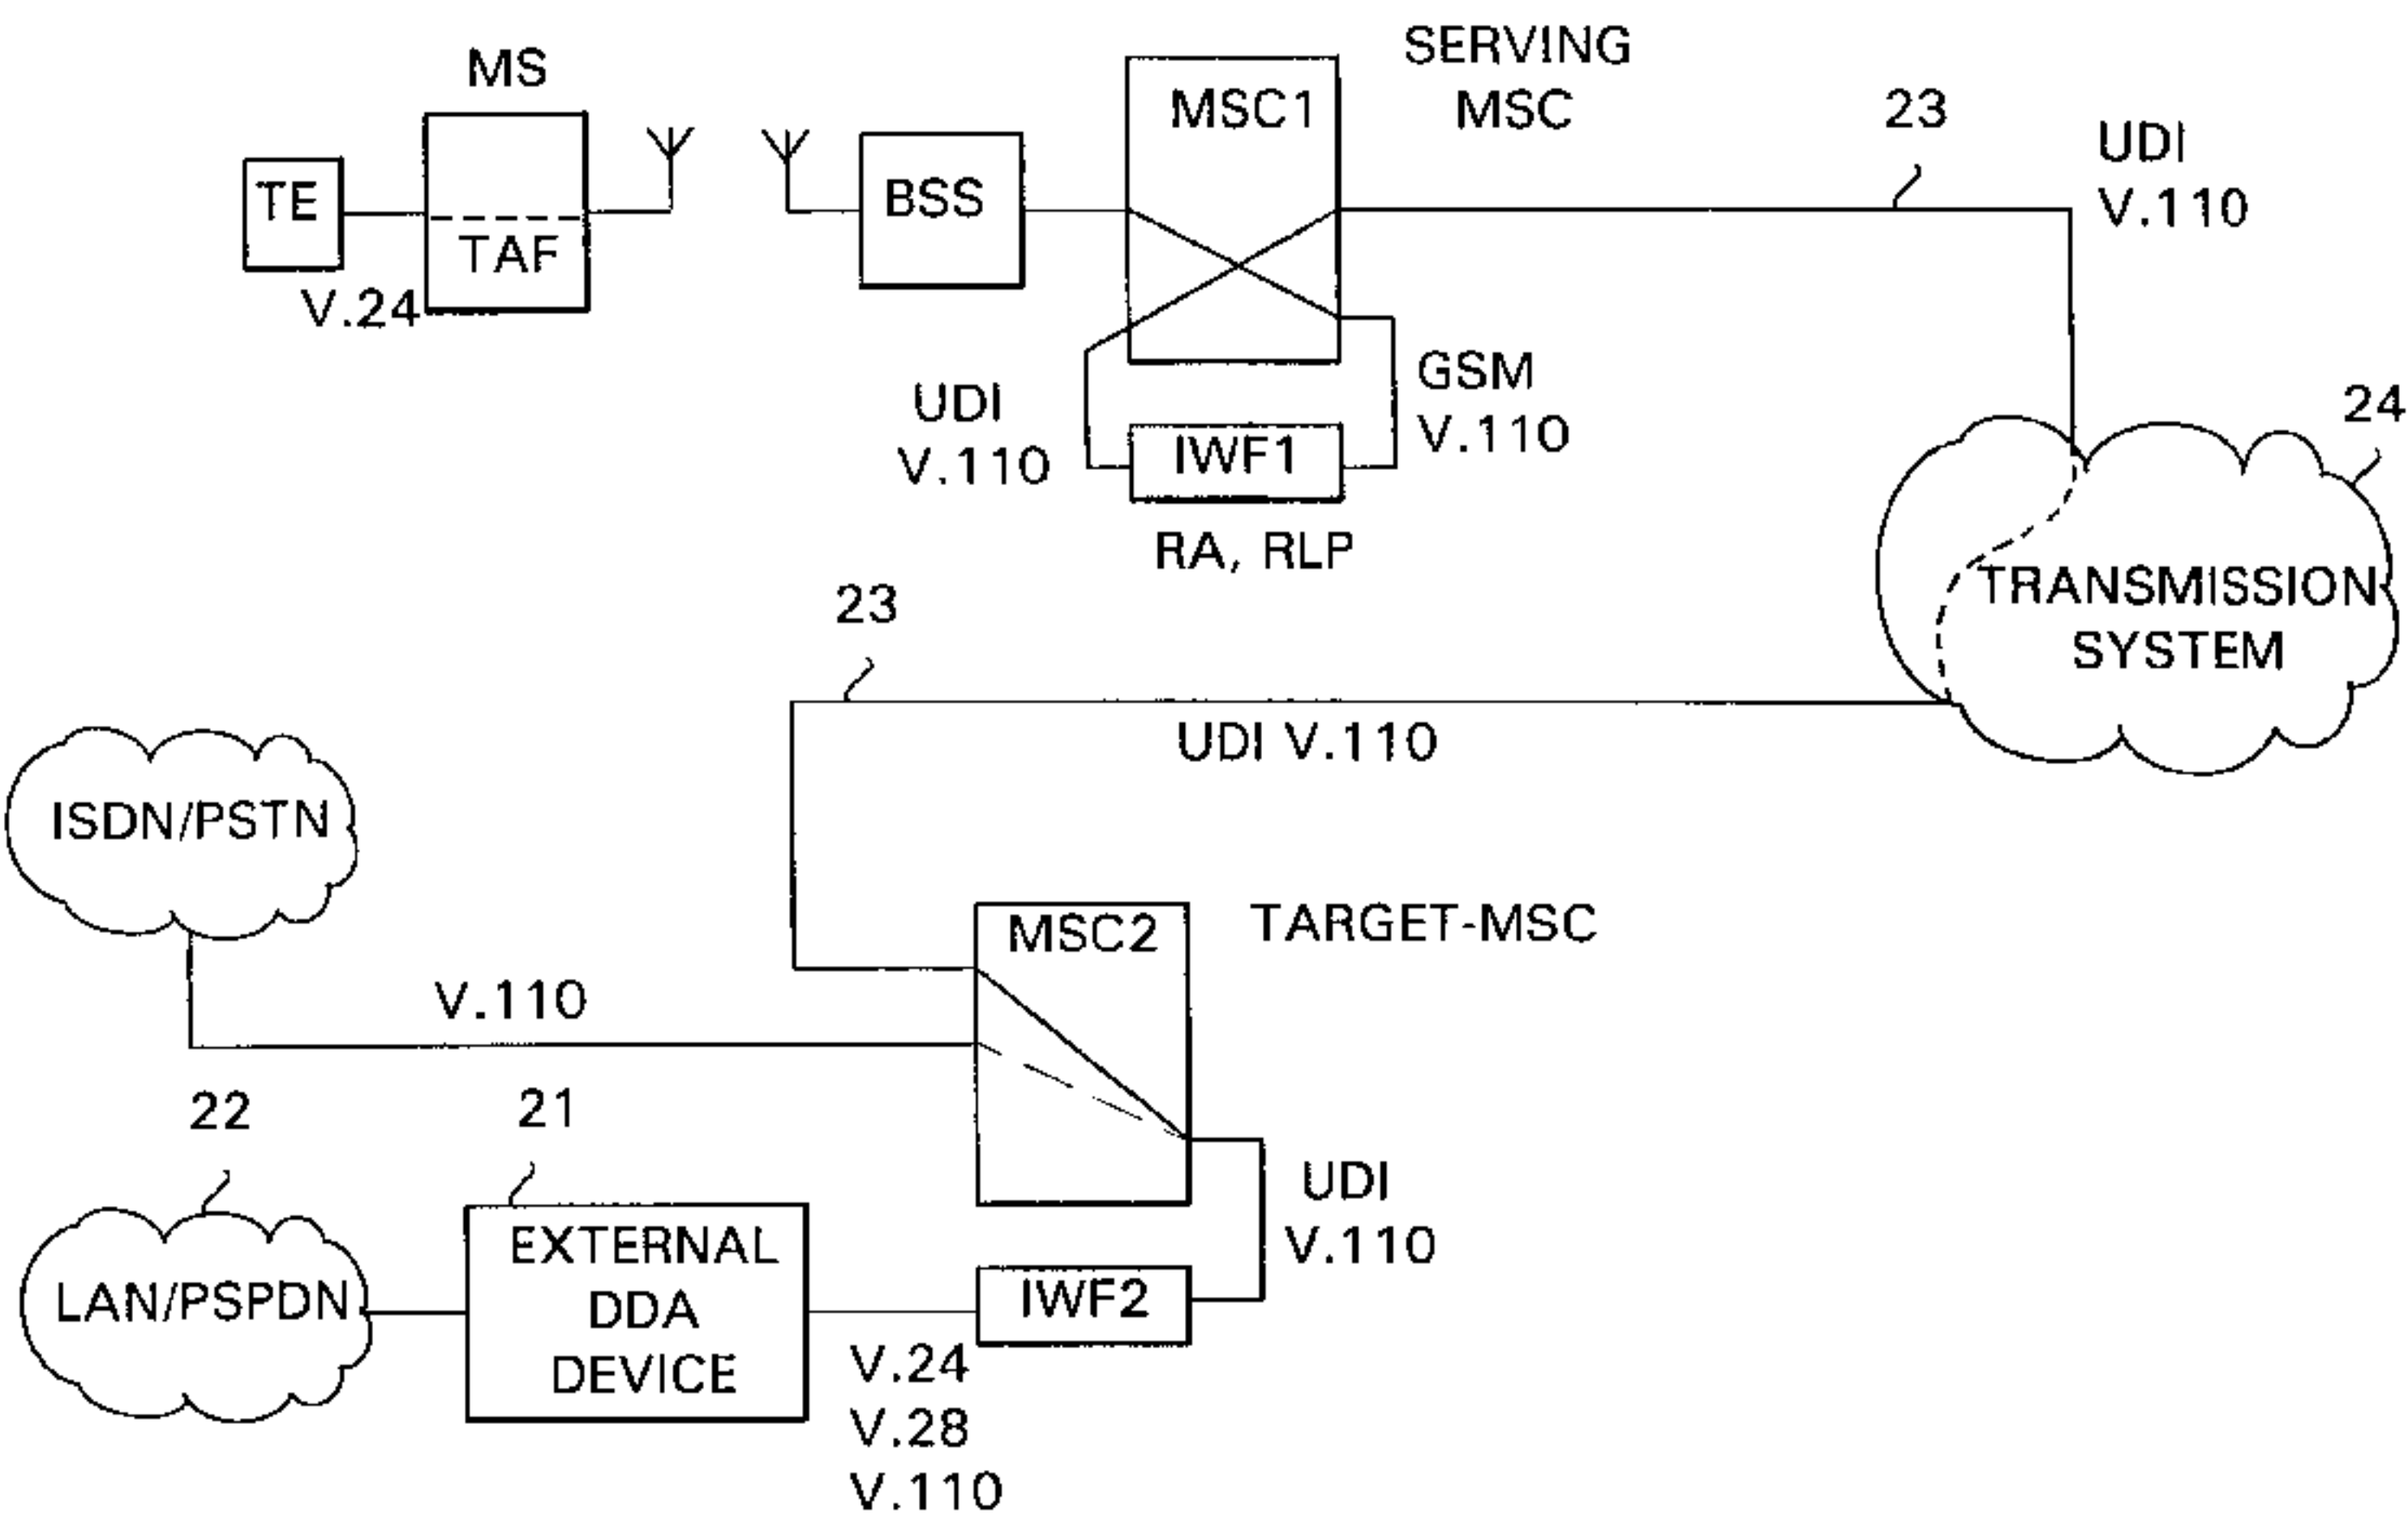 MS
TE
TAF
V.24
BSS
MSC1
SERVING
MSC
23
UDI
V.110
UDI
V.110
GSM
V.110
IWF1
RA, RLP
24
TRANSMISSION
SYSTEM
23
UDI V.110
ISDN/PSTN
V.110
MSC2
TARGET-MSC
22
21
UDI
V.110
LAN/PSPDN
EXTERNAL
DDA
DEVICE
IWF2
V.24
V.28
V.110